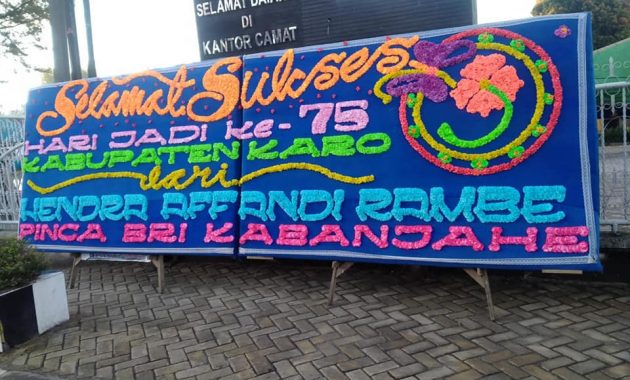 SELAMAT DATANG
DI
KANTOR CAMAT
Selamat Sukses
HARI JADI Ke-75
KABUPATEN KARO
dari
HENDRA AFFANDI RAMBE
PINCA BRI KABANJAHE